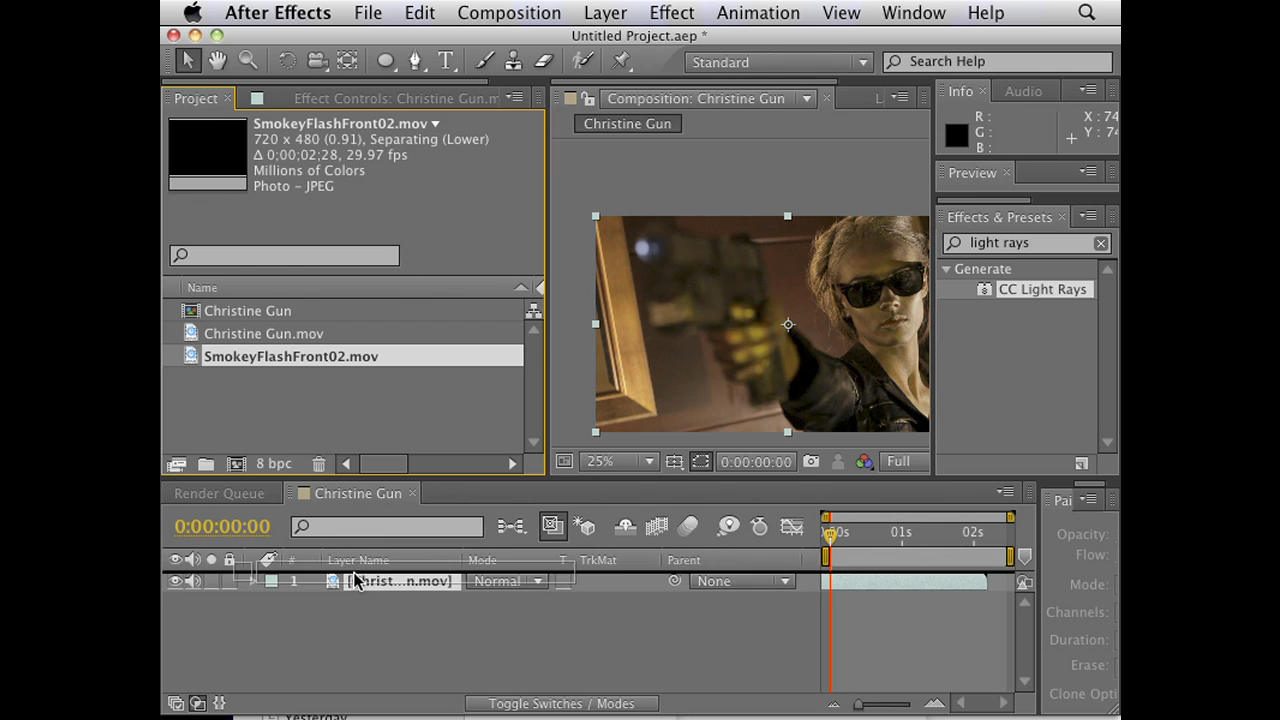 After Effects File Edit Composition Layer Effect Animation View Window Help
Untitled Project.aep *
Standard
Search Help
Project × Effect Controls: Christine Gun.m
Composition: Christine Gun × L
Info × Audio
SmokeyFlashFront02.mov
720 x 480 (0.91), Separating (Lower)
Δ 0;00;02;28, 29.97 fps
Millions of Colors
Photo - JPEG
Christine Gun
R :
G :
B :
X : 74
Y : 74
Preview ×
Effects & Presets ×
light rays
Generate
CC Light Rays
Name
Christine Gun
Christine Gun.mov
SmokeyFlashFront02.mov
8 bpc
25% 0:00:00:00 Full
Render Queue Christine Gun ×
Pai
0:00:00:00
:00s 01s 02s
# Layer Name Mode T TrkMat Parent
1 [Christ...n.mov] Normal None
Opacity:
Flow:
Mode:
Channels:
Duration:
Erase:
Clone Opti
Toggle Switches / Modes
Yesterday